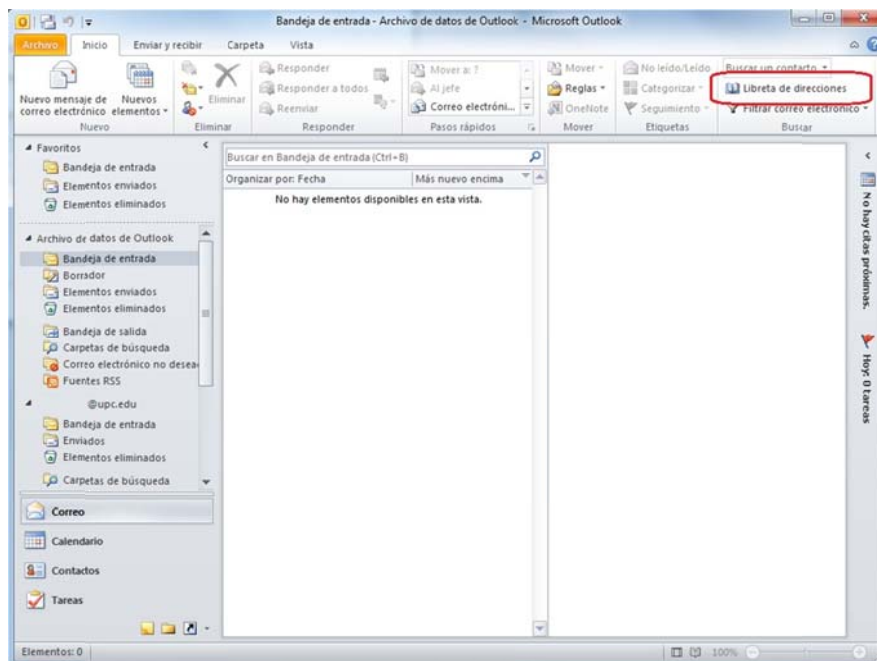 Bandeja de entrada - Archivo de datos de Outlook - Microsoft Outlook
Archivo Inicio Enviar y recibir Carpeta Vista
Nuevo mensaje de correo electrónico
Nuevos elementos
Nuevo
Eliminar
Eliminar
Responder
Responder a todos
Reenviar
Responder
Mover a: ?
Al jefe
Correo electróni...
Pasos rápidos
Mover
Reglas
OneNote
Mover
No leído/Leído
Categorizar
Seguimiento
Etiquetas
Buscar un contacto
Libreta de direcciones
Filtrar correo electrónico
Buscar
Favoritos
Bandeja de entrada
Elementos enviados
Elementos eliminados
Archivo de datos de Outlook
Bandeja de entrada
Borrador
Elementos enviados
Elementos eliminados
Bandeja de salida
Carpetas de búsqueda
Correo electrónico no desea
Fuentes RSS
@upc.edu
Bandeja de entrada
Enviados
Elementos eliminados
Carpetas de búsqueda
Correo
Calendario
Contactos
Tareas
Buscar en Bandeja de entrada (Ctrl+B)
Organizar por: Fecha Más nuevo encima
No hay elementos disponibles en esta vista.
No hay citas próximas.
Hoy: 0 tareas
Elementos: 0
100%